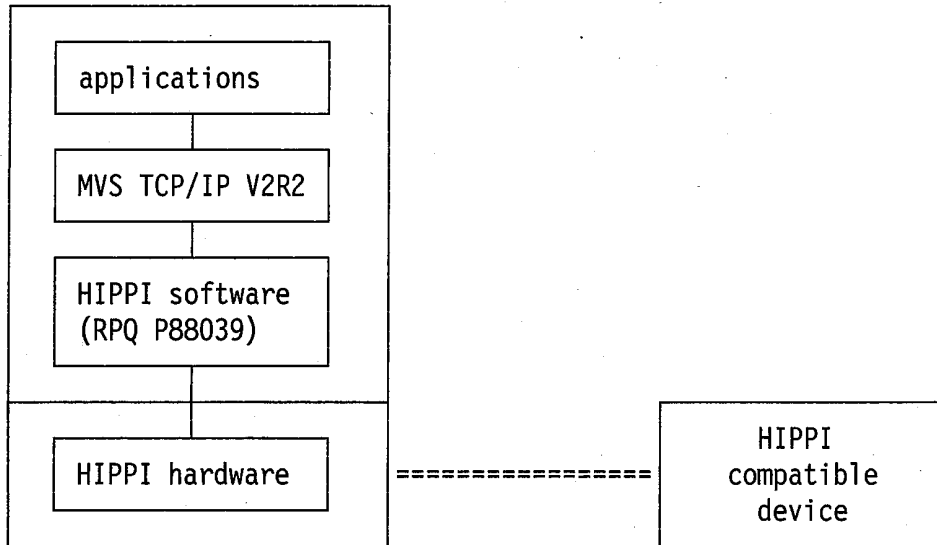 applications
MVS TCP/IP V2R2
HIPPI software
(RPQ P88039)
HIPPI hardware
HIPPI
compatible
device